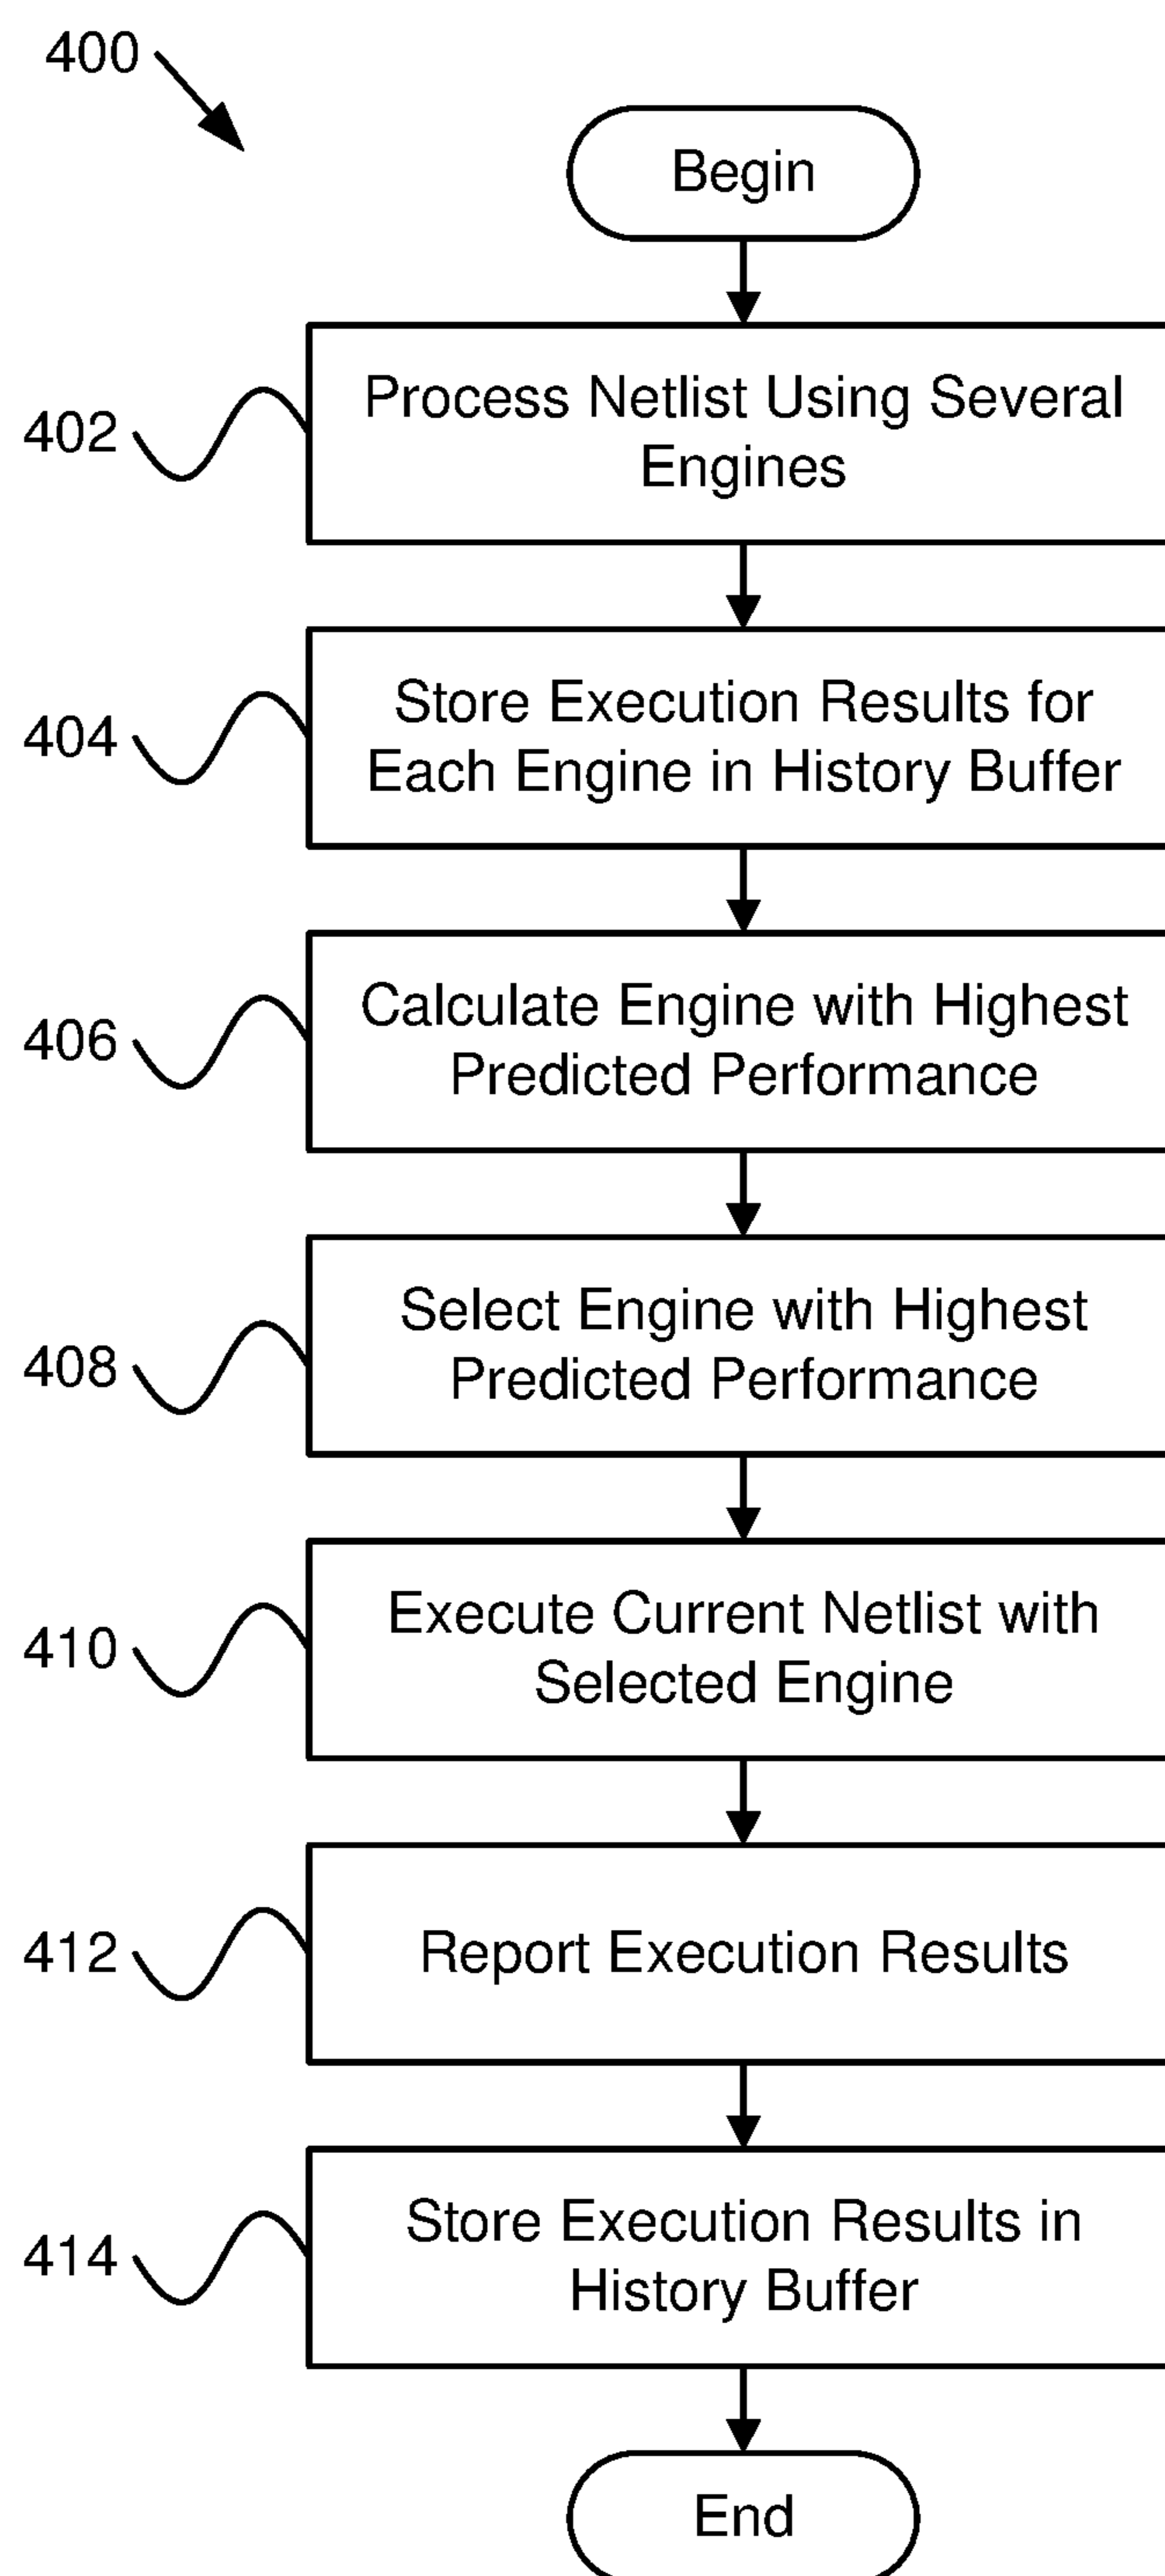 400
Begin
402
Process Netlist Using Several
Engines
404
Store Execution Results for
Each Engine in History Buffer
406
Calculate Engine with Highest
Predicted Performance
408
Select Engine with Highest
Predicted Performance
410
Execute Current Netlist with
Selected Engine
412
Report Execution Results
414
Store Execution Results in
History Buffer
End